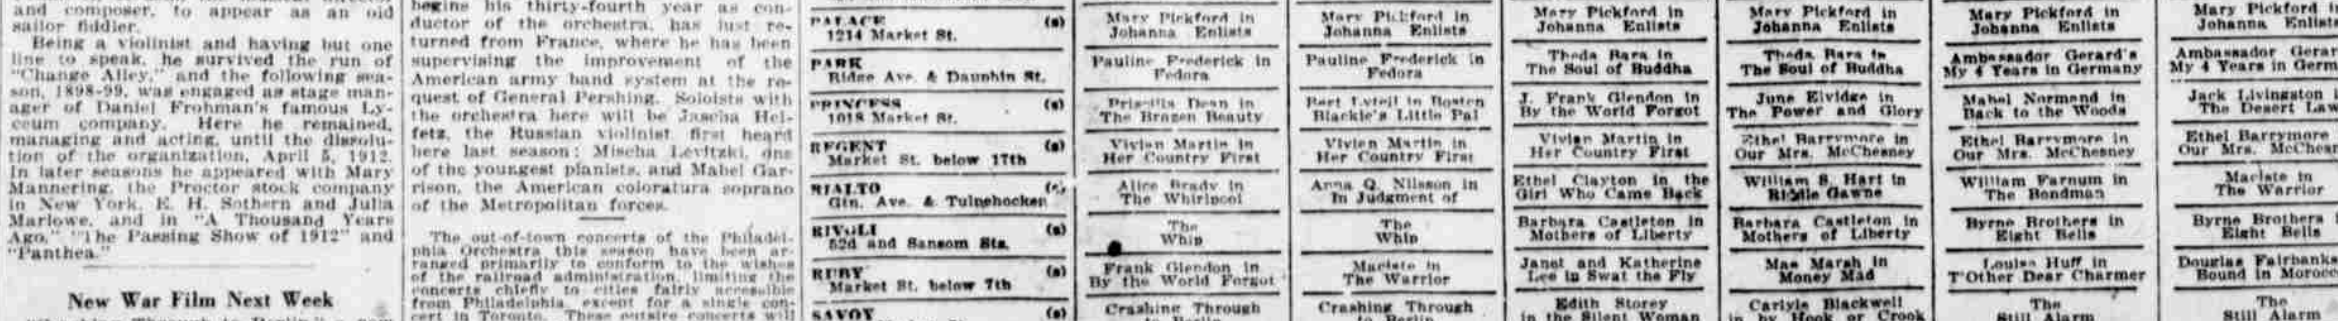 and composer, to appear as an old
sailor fiddler.
Being a violinist and having but one
line to speak, he survived the run of
"Change Alley," and the following sea-
son, 1898-99, was engaged as stage man-
ager of Daniel Frohman's famous Ly-
ceum company. Here he remained,
managing and acting, until the dissolu-
tion of the organization, April 5, 1912.
In later seasons he appeared with Mary
Mannering, the Proctor stock company
in New York, E. H. Sothern and Julia
Marlowe, and in "A Thousand Years
Ago," "The Passing Show of 1912" and
"Panthea."
New War Film Next Week
begins his thirty-fourth year as con-
ductor of the orchestra, has just re-
turned from France, where he has been
supervising the improvement of the
American army band system at the re-
quest of General Pershing. Soloists with
the orchestra here will be Jascha Hei-
fetz, the Russian violinist, first heard
here last season; Mischa Levitzki, one
of the youngest pianists, and Mabel Gar-
rison, the American coloratura soprano
of the Metropolitan forces.
The out-of-town concerts of the Philadel-
phia Orchestra this season have been ar-
ranged primarily to conform to the wishes
of the railroad administration, limiting the
concerts chiefly to cities fairly accessible
from Philadelphia, except for a single con-
cert in Toronto. These outside concerts will
PALACE (s)
1214 Market St.
Mary Pickford in
Johanna Enlists
Mary Pickford in
Johanna Enlists
Mary Pickford in
Johanna Enlists
Mary Pickford in
Johanna Enlists
Mary Pickford in
Johanna Enlists
Mary Pickford in
Johanna Enlists
PARK
Ridge Ave. & Dauphin St.
Pauline Frederick in
Fedora
Pauline Frederick in
Fedora
Theda Bara in
The Soul of Buddha
Theda Bara in
The Soul of Buddha
Ambassador Gerard's
My 4 Years in Germany
Ambassador Gerar
My 4 Years in Germ
PRINCESS (s)
1018 Market St.
Priscilla Dean in
The Brazen Beauty
Bert Lytell in Boston
Blackie's Little Pal
J. Frank Glendon in
By the World Forgot
June Elvidge in
The Power and Glory
Mabel Normand in
Back to the Woods
Jack Livingston i
The Desert Law
REGENT (s)
Market St. below 17th
Vivian Martin in
Her Country First
Vivien Martin in
Her Country First
Vivian Martin in
Her Country First
Ethel Barrymore in
Our Mrs. McChesney
Ethel Barrymore in
Our Mrs. McChesney
Ethel Barrymore
Our Mrs. McChesn
RIALTO (s)
Gtn. Ave. & Tulpehocken
Alice Brady in
The Whirlpool
Anna Q. Nilsson in
In Judgment of
Ethel Clayton in the
Girl Who Came Back
William S. Hart in
Riddle Gawne
William Farnum in
The Bondman
Maciste in
The Warrior
RIVOLI (s)
52d and Sansom Sts.
The
Whip
The
Whip
Barbara Castleton in
Mothers of Liberty
Barbara Castleton in
Mothers of Liberty
Byrne Brothers in
Eight Bells
Byrne Brothers i
Eight Bells
RUBY (s)
Market St. below 7th
Frank Glendon in
By the World Forgot
Maciste in
The Warrior
Janet and Katherine
Lee in Swat the Fly
Mae Marsh in
Money Mad
Louise Huff in
T'Other Dear Charmer
Douglas Fairbanks
Bound in Morocc
SAVOY (s)
Crashing Through
to Berlin
Crashing Through
to Berlin
Edith Storey
in the Silent Woman
Carlyle Blackwell
in by Hook or Crook
The
Still Alarm
The
Still Alarm